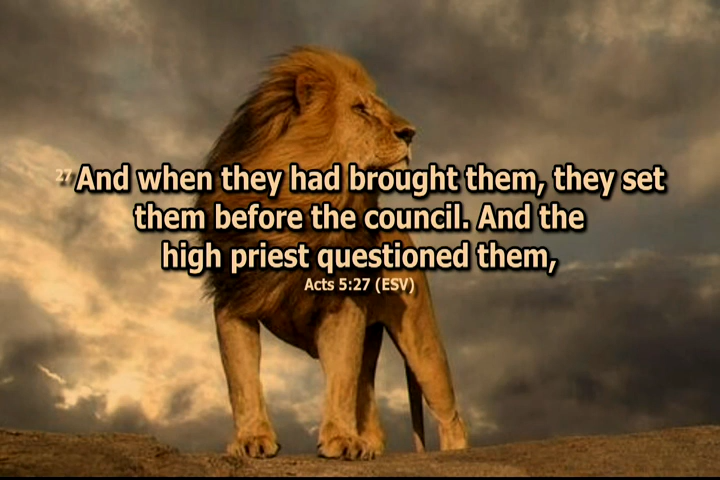 27 And when they had brought them, they set
them before the council. And the
high priest questioned them,
Acts 5:27 (ESV)